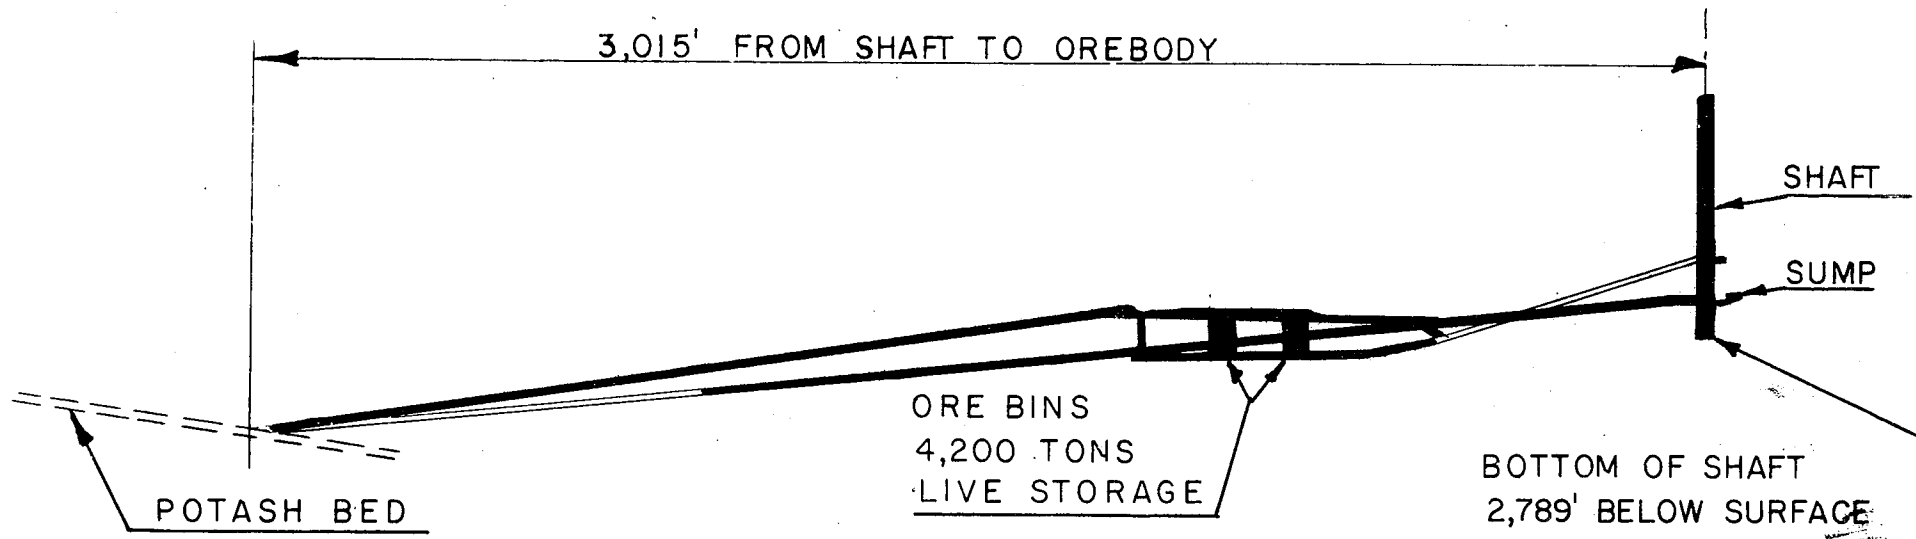 3,015' FROM SHAFT TO OREBODY
SHAFT
SUMP
ORE BINS
4,200 TONS
LIVE STORAGE
BOTTOM OF SHAFT
2,789' BELOW SURFACE
POTASH BED